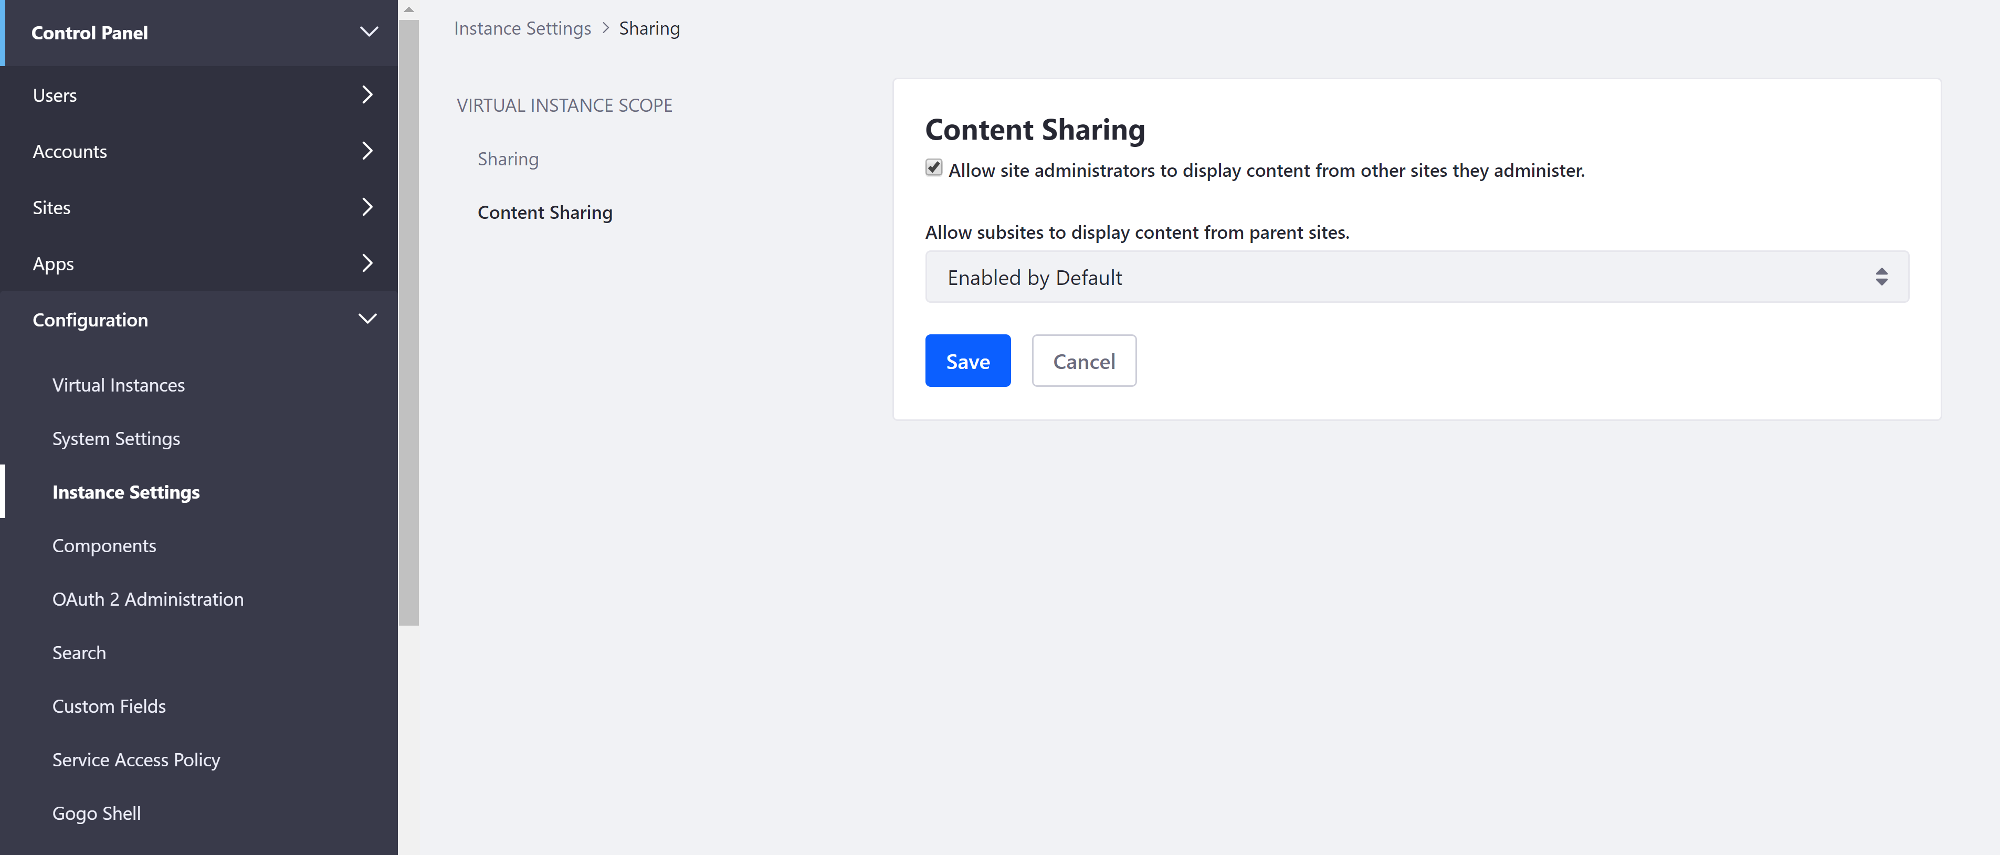 Control Panel
Users
Accounts
Sites
Apps
Configuration
Virtual Instances
System Settings
Instance Settings
Components
OAuth 2 Administration
Search
Custom Fields
Service Access Policy
Gogo Shell
Instance Settings > Sharing
VIRTUAL INSTANCE SCOPE
Sharing
Content Sharing
Content Sharing
Allow site administrators to display content from other sites they administer.
Allow subsites to display content from parent sites.
Enabled by Default
Save Cancel